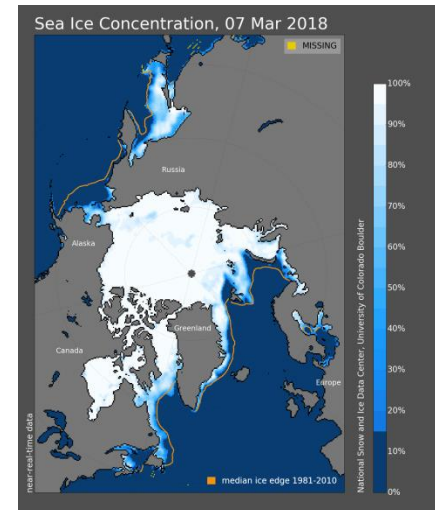 Sea Ice Concentration, 07 Mar 2018
MISSING
Russia
Alaska
Greenland
Canada
Europe
median ice edge 1981-2010
near-real-time data
100%
90%
80%
70%
60%
50%
40%
30%
20%
10%
0%
National Snow and Ice Data Center, University of Colorado Boulder